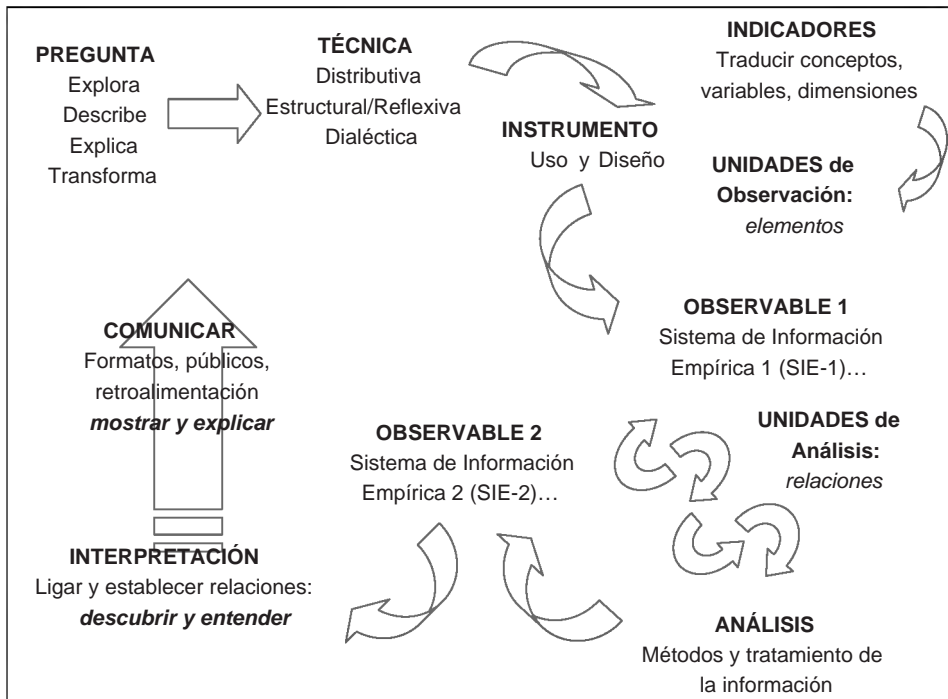 PREGUNTA
Explora
Describe
Explica
Transforma
TÉCNICA
Distributiva
Estructural/Reflexiva
Dialéctica
INSTRUMENTO
Uso y Diseño
INDICADORES
Traducir conceptos,
variables, dimensiones
UNIDADES de
Observación:
elementos
OBSERVABLE 1
Sistema de Información
Empírica 1 (SIE-1)…
UNIDADES de
Análisis:
relaciones
ANÁLISIS
Métodos y tratamiento de
la información
OBSERVABLE 2
Sistema de Información
Empírica 2 (SIE-2)…
INTERPRETACIÓN
Ligar y establecer relaciones:
descubrir y entender
COMUNICAR
Formatos, públicos,
retroalimentación
mostrar y explicar